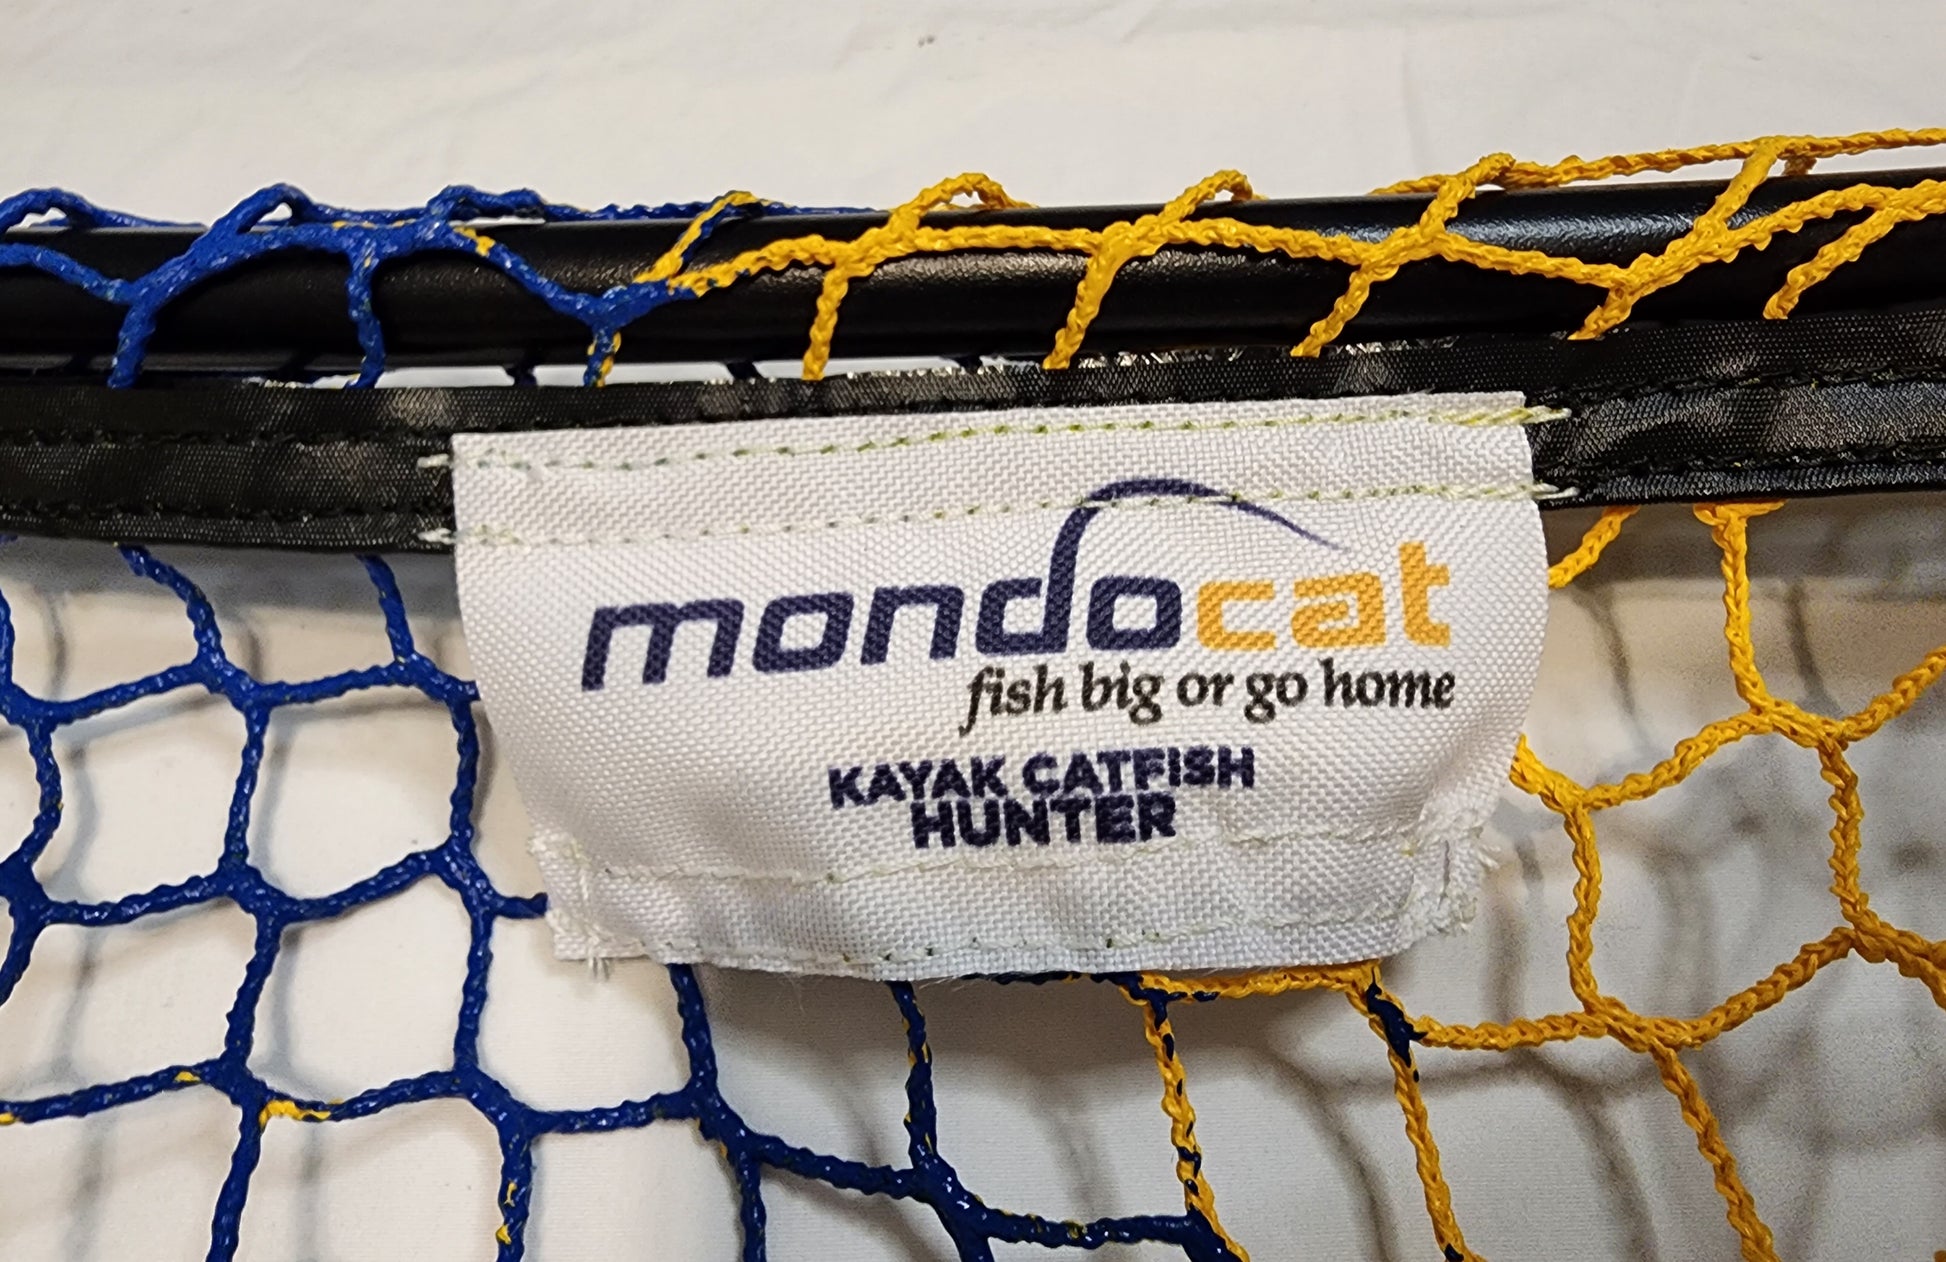 mondocat
fish big or go home
KAYAK CATFISH
HUNTER